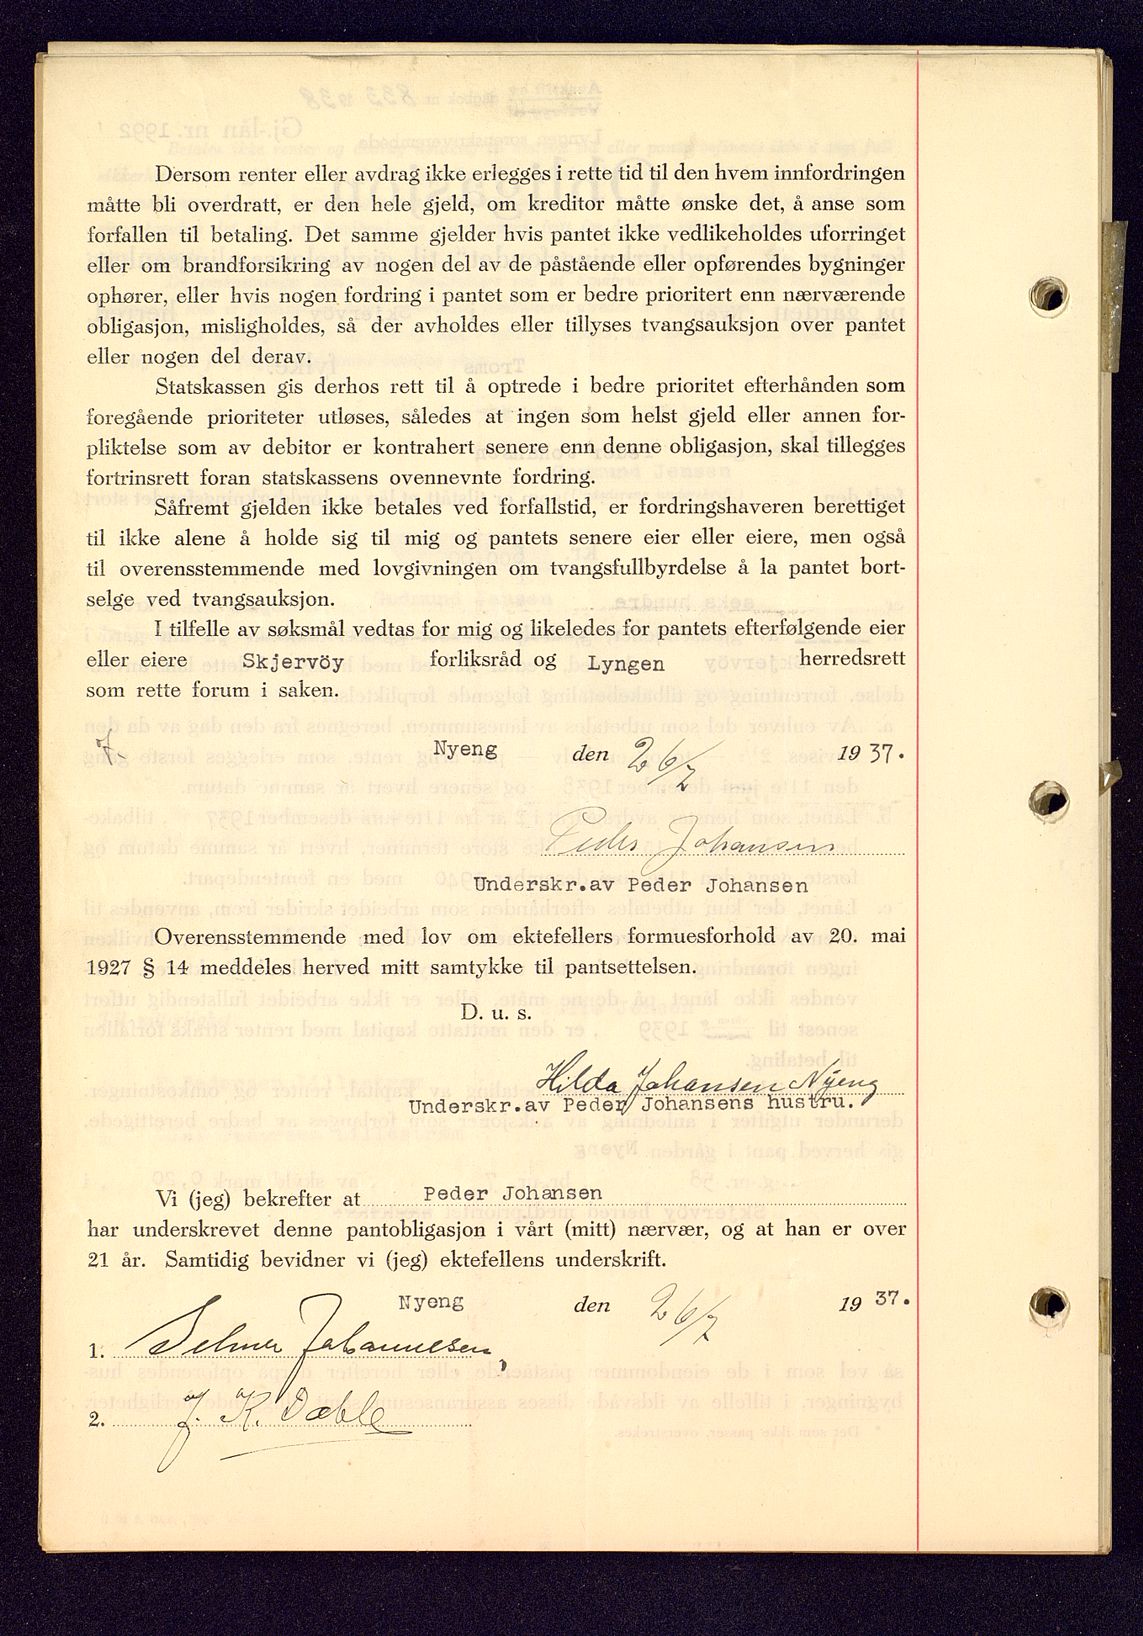 Dersom renter eller avdrag ikke erlegges i rette tid til den hvem innfordringen
måtte bli overdratt, er den hele gjeld, om kreditor måtte ønske det, å anse som
forfallen til betaling. Det samme gjelder hvis pantet ikke vedlikeholdes uforringet
eller om brandforsikring av nogen del av de påstående eller opførendes bygninger
ophører, eller hvis nogen fordring i pantet som er bedre prioritert enn nærværende
obligasjon, misligholdes, så der avholdes eller tillyses tvangsauksjon over pantet
eller nogen del derav.
Statskassen gis derhos rett til å optrede i bedre prioritet efterhånden som
foregående prioriteter utløses, således at ingen som helst gjeld eller annen for-
pliktelse som av debitor er kontrahert senere enn denne obligasjon, skal tillegges
fortrinsrett foran statskassens ovennevnte fordring.
Såfremt gjelden ikke betales ved forfallstid, er fordringshaveren berettiget
til ikke alene å holde sig til mig og pantets senere eier eller eiere, men også
til overensstemmende med lovgivningen om tvangsfullbyrdelse å la pantet bort-
selge ved tvangsauksjon.
I tilfelle av søksmål vedtas for mig og likeledes for pantets efterfølgende eier
eller eiere Skjervöy forliksråd og Lyngen herredsrett
som rette forum i saken.
7- Nyeng den 26/7 1937.
Peder Johansen
Underskr.av Peder Johansen
Overensstemmende med lov om ektefellers formuesforhold av 20. mai
1927 § 14 meddeles herved mitt samtykke til pantsettelsen.
D. u. s.
Hilda Johansen Nyeng
Underskr.av Peder Johansens hustru.
Vi (jeg) bekrefter at Peder Johansen
har underskrevet denne pantobligasjon i vårt (mitt) nærvær, og at han er over
21 år. Samtidig bevidner vi (jeg) ektefellens underskrift.
Nyeng den 26/7 1937.
1. Selmer Johannesen,
2. J. K. Dæhle